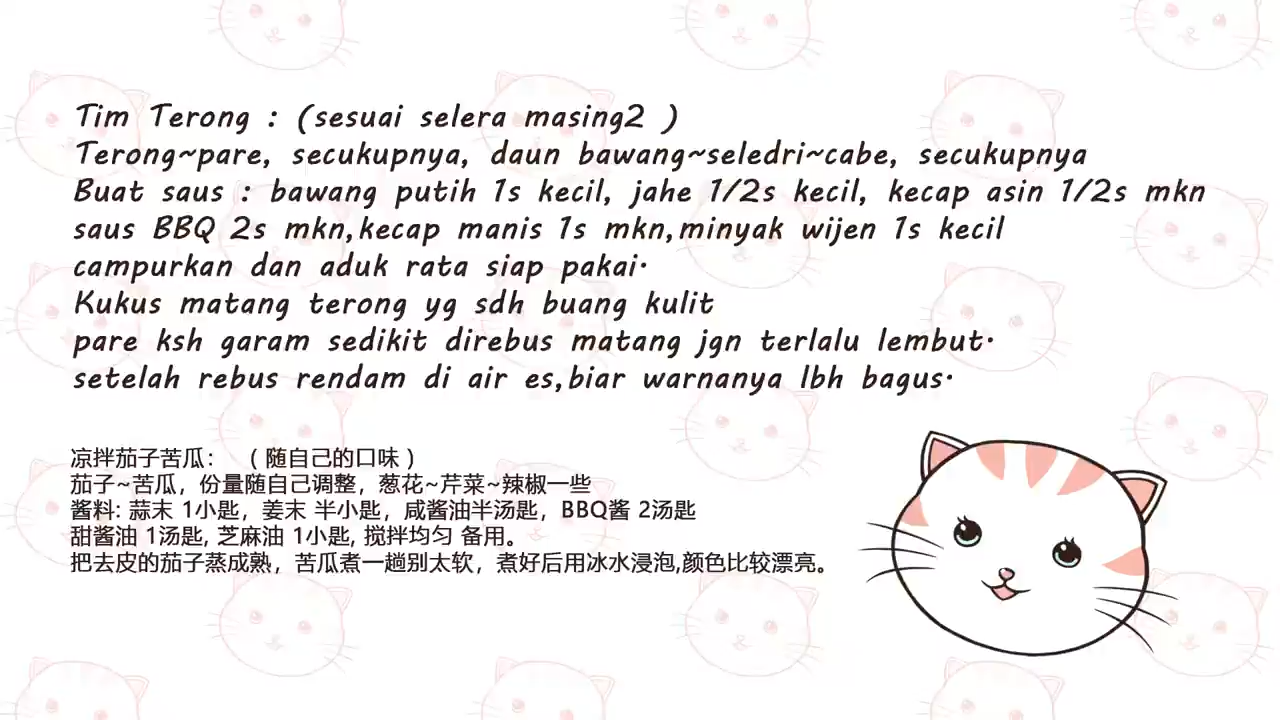 Tim Terong : (sesuai selera masing2 )
Terong~pare, secukupnya, daun bawang~seledri~cabe, secukupnya
Buat saus : bawang putih 1s kecil, jahe 1/2s kecil, kecap asin 1/2s mkn
saus BBQ 2s mkn,kecap manis 1s mkn,minyak wijen 1s kecil
campurkan dan aduk rata siap pakai.
Kukus matang terong yg sdh buang kulit
pare ksh garam sedikit direbus matang jgn terlalu lembut.
setelah rebus rendam di air es,biar warnanya lbh bagus.
凉拌茄子苦瓜： （ 随自己的口味 ）
茄子~苦瓜，份量随自己调整，葱花~芹菜~辣椒一些
酱料: 蒜末 1小匙，姜末 半小匙，咸酱油半汤匙，BBQ酱 2汤匙
甜酱油 1汤匙, 芝麻油 1小匙, 搅拌均匀 备用。
把去皮的茄子蒸成熟，苦瓜煮一趟别太软，煮好后用冰水浸泡,颜色比较漂亮。